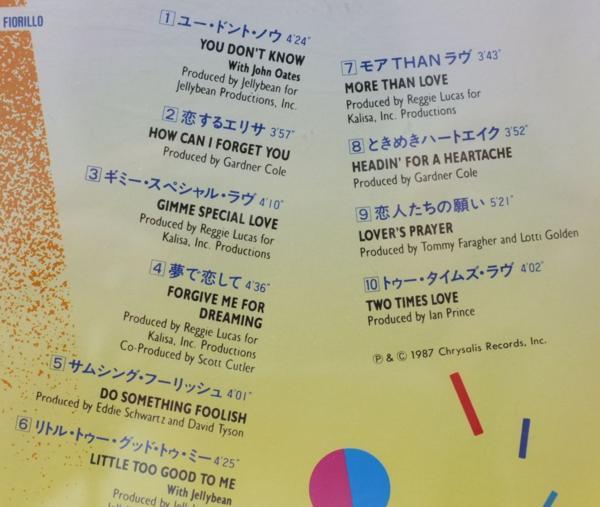 FIORILLO
1 ユー・ドント・ノウ 4'24"
YOU DON'T KNOW
With John Oates
Produced by Jellybean for
Jellybean Productions, Inc.
2 恋するエリサ 3'57"
HOW CAN I FORGET YOU
Produced by Gardner Cole
3 ギミー・スペシャル・ラヴ 4'10"
GIMME SPECIAL LOVE
Produced by Reggie Lucas for
Kalisa, Inc. Productions
4 夢で恋して 4'36"
FORGIVE ME FOR
DREAMING
Produced by Reggie Lucas for
Kalisa, Inc. Productions
Co-Produced by Scott Cutler
5 サムシング・フーリッシュ 4'01"
DO SOMETHING FOOLISH
Produced by Eddie Schwartz and David Tyson
6 リトル・トゥー・グッド・トゥ・ミー 4'25"
LITTLE TOO GOOD TO ME
With Jellybean
Produced by
7 モアTHANラヴ 3'43"
MORE THAN LOVE
Produced by Reggie Lucas for
Kalisa, Inc. Productions
8 ときめきハートエイク 3'52"
HEADIN' FOR A HEARTACHE
Produced by Gardner Cole
9 恋人たちの願い 5'21"
LOVER'S PRAYER
Produced by Tommy Faragher and Lotti Golden
10 トゥー・タイムズ・ラヴ 4'02"
TWO TIMES LOVE
Produced by Ian Prince
℗ & © 1987 Chrysalis Records, Inc.